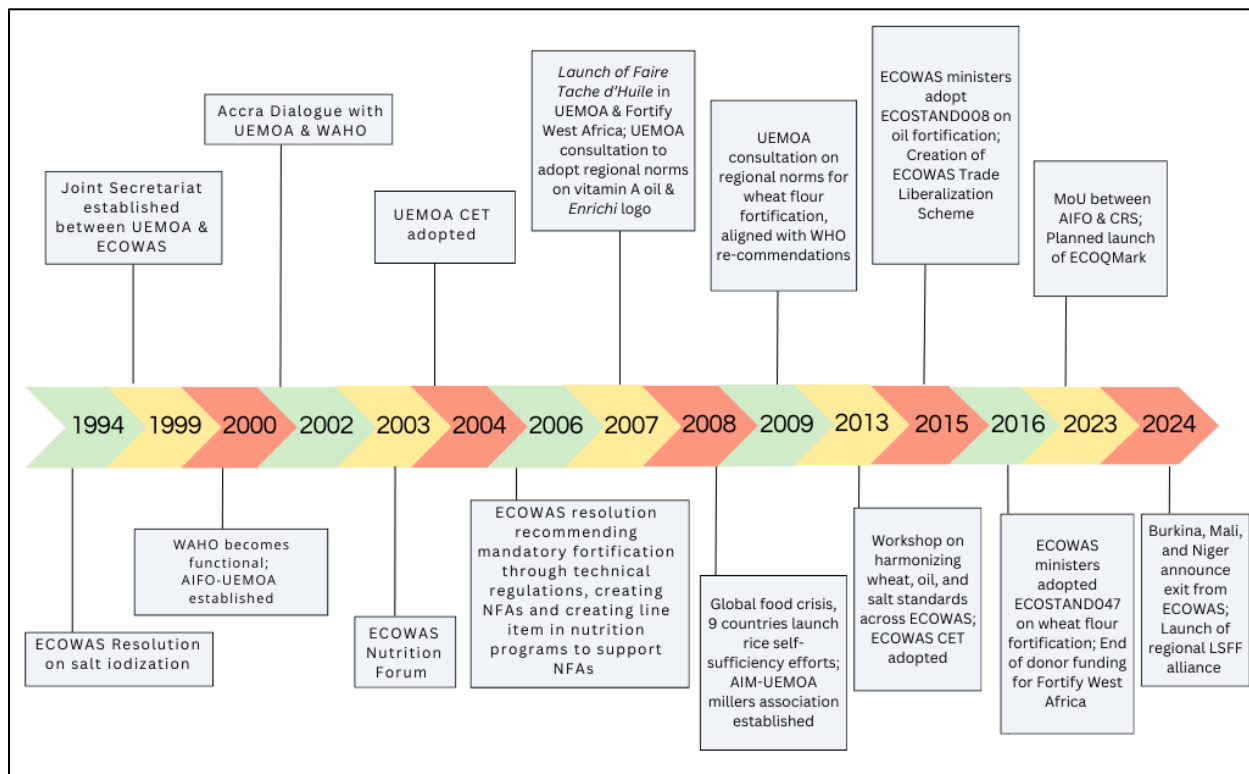 Launch of Faire
Tache d'Huile in
UEMOA & Fortify
West Africa; UEMOA
consultation to
adopt regional norms
on vitamin A oil &
Enrichi logo
ECOWAS ministers
adopt
ECOSTAND008 on
oil fortification;
Creation of
ECOWAS Trade
Liberalization
Scheme
Accra Dialogue with
UEMOA & WAHO
UEMOA
consultation on
regional norms for
wheat flour
fortification,
aligned with WHO
re-commendations
Joint Secretariat
established
between UEMOA &
ECOWAS
UEMOA CET
adopted
MoU between
AIFO & CRS;
Planned launch
of ECOQMark
1994 1999 2000 2002 2003 2004 2006 2007 2008 2009 2013 2015 2016 2023 2024
ECOWAS Resolution
on salt iodization
WAHO becomes
functional;
AIFO-UEMOA
established
ECOWAS
Nutrition
Forum
ECOWAS resolution
recommending
mandatory fortification
through technical
regulations, creating
NFAs and creating line
item in nutrition
programs to support
NFAs
Global food crisis,
9 countries launch
rice self-
sufficiency efforts;
AIM-UEMOA
millers association
established
Workshop on
harmonizing
wheat, oil, and
salt standards
across ECOWAS;
ECOWAS CET
adopted
ECOWAS
ministers
adopted
ECOSTAND047
on wheat flour
fortification; End
of donor funding
for Fortify West
Africa
Burkina, Mali,
and Niger
announce
exit from
ECOWAS;
Launch of
regional LSFF
alliance